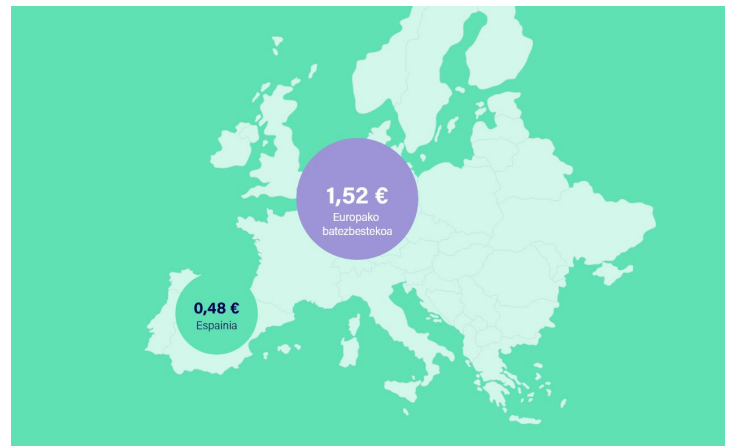 1,52 €
Europako
batezbestekoa
0,48 €
Espainia